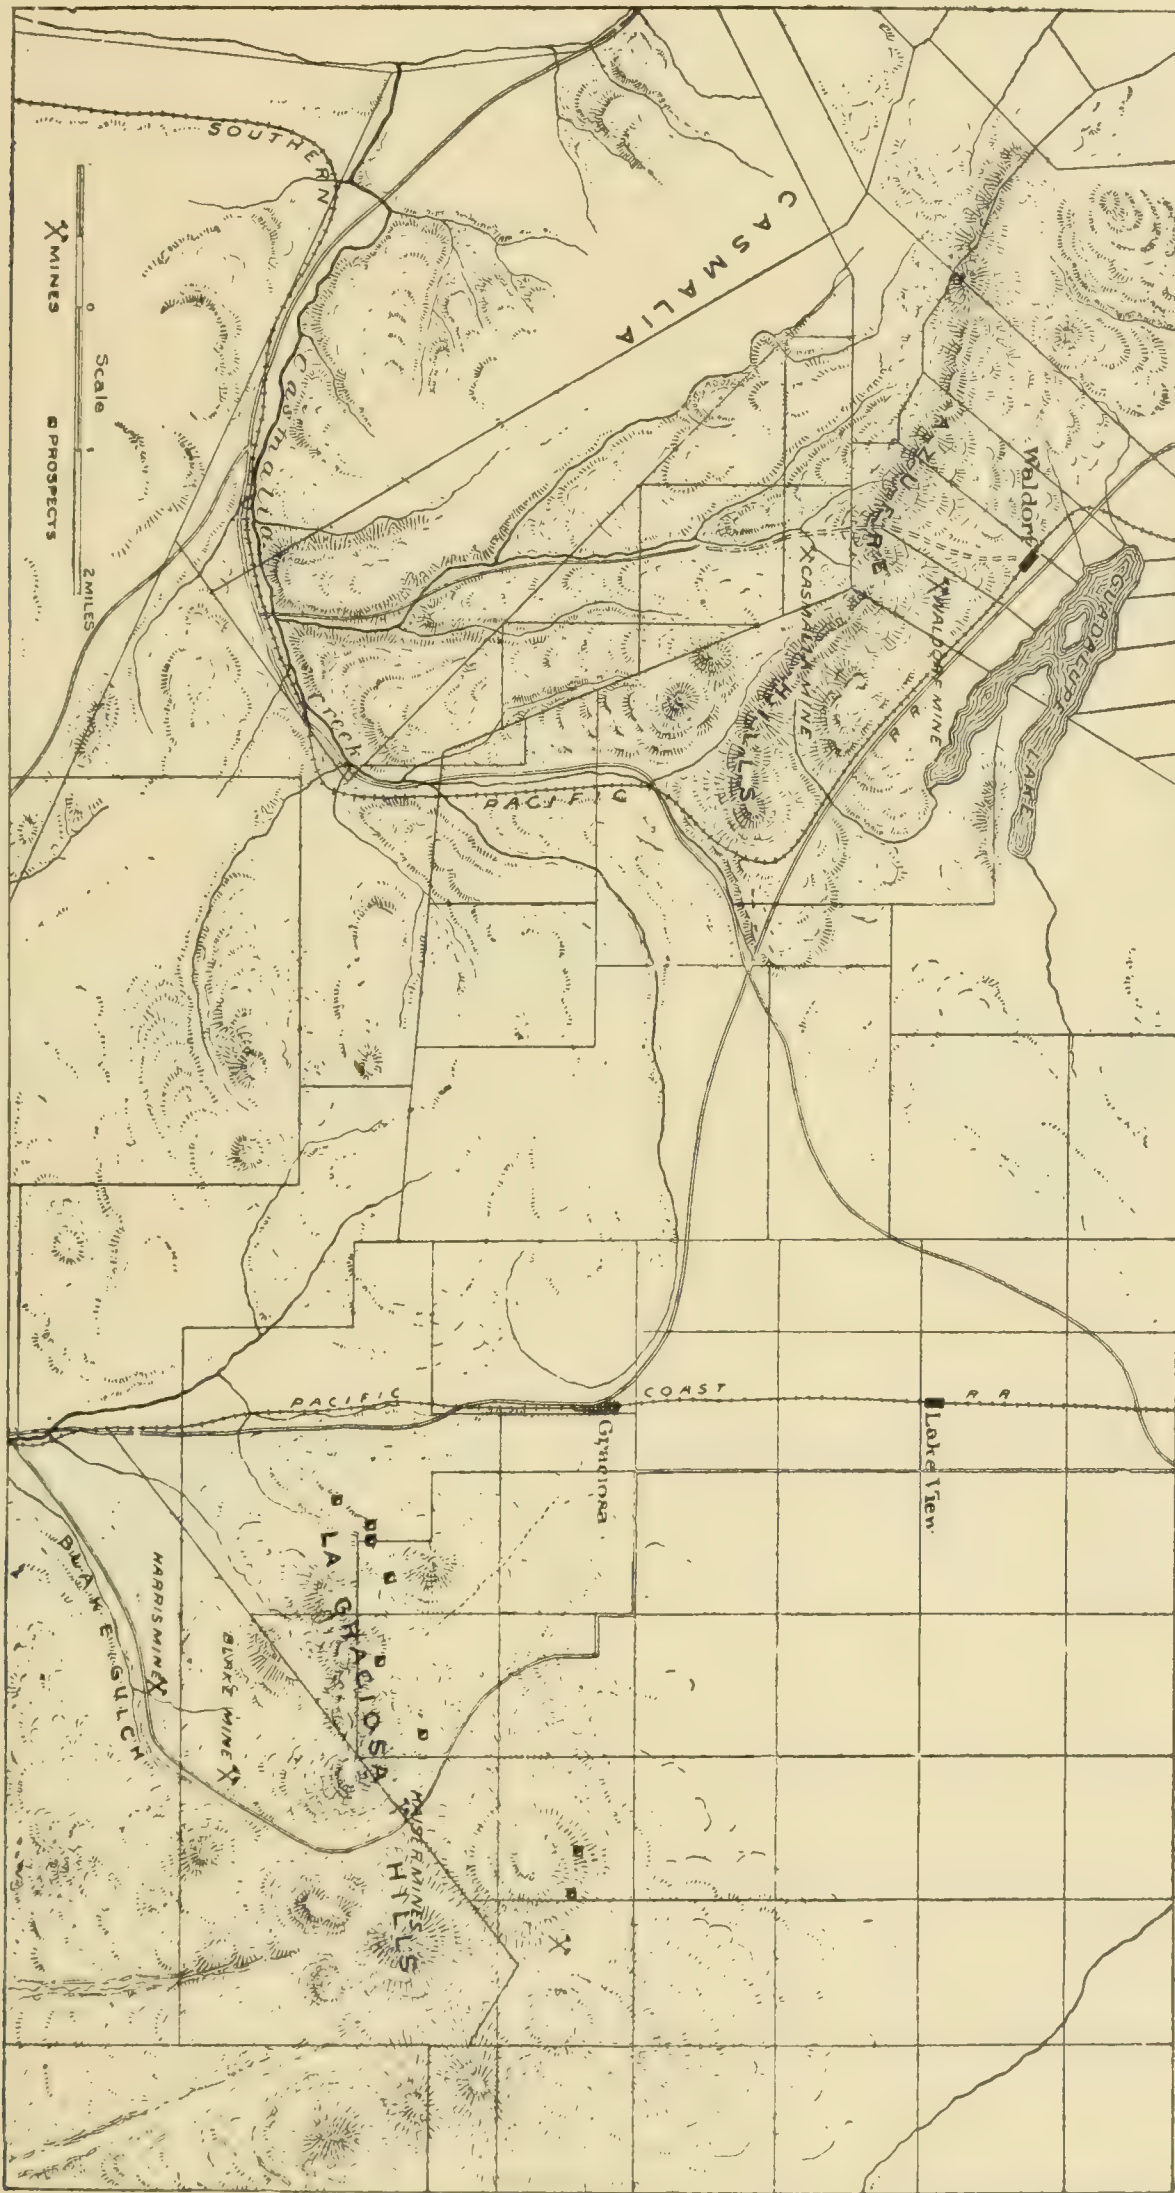 GUADALUPE LAKE
Waldorf
WALDORF MINE
AZUFRE HILLS
CASMALIA MINE
CASMALIA
SOUTHERN PACIFIC R R
Casmalia Creek
Scale
0 1 2 MILES
MINES
PROSPECTS
Lake View
PACIFIC COAST R R
Graciosa
LA GRACIOSA HILLS
BLAKE MINE
HARRIS MINE
BLAKE GULCH